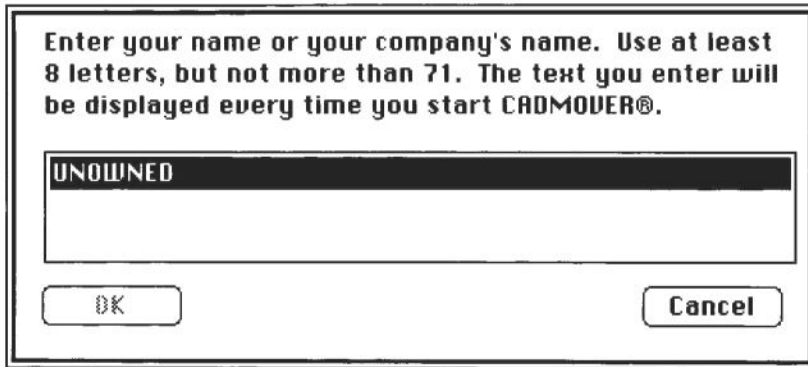 Enter your name or your company's name. Use at least
8 letters, but not more than 71. The text you enter will
be displayed every time you start CADMOVER®.
UNOWNED
OK
Cancel